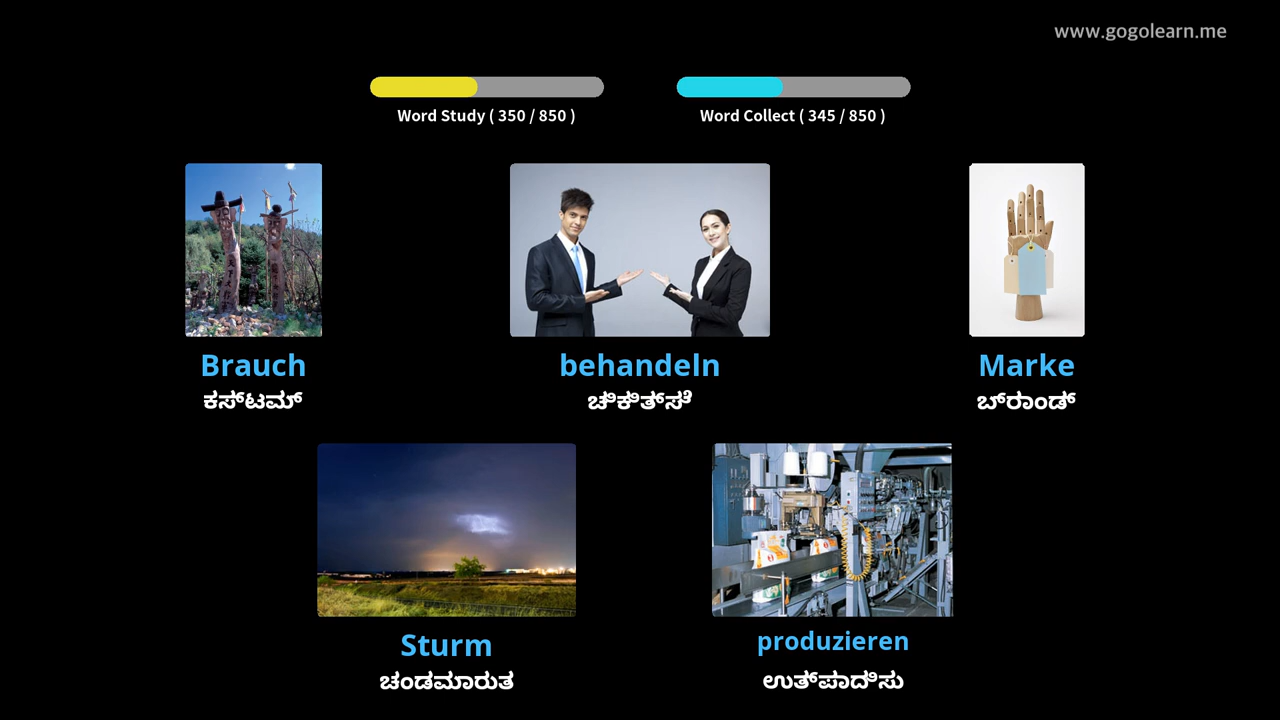 www.gogolearn.me
Word Study ( 350 / 850 )
Word Collect ( 345 / 850 )
Brauch
ಕಸ್‌ಟಮ್
behandeln
ಚಿಕಿತ್‌ಸೆ
Marke
ಬ್‌ರಾಂಡ್
Sturm
ಚಂಡಮಾರುತ
produzieren
ಉತ್‌ಪಾದಿಸು